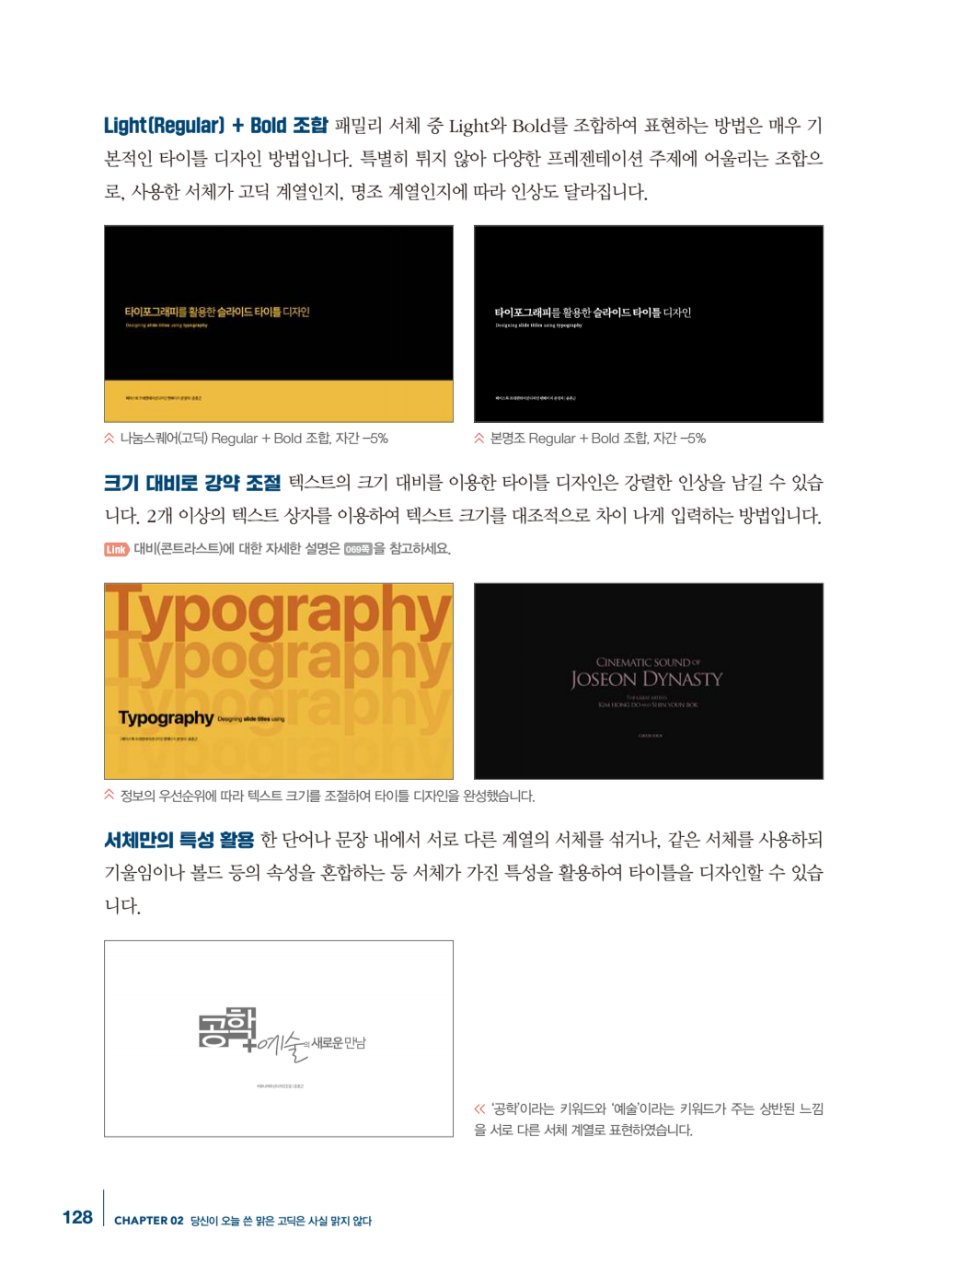 Light(Regular) + Bold 조합 패밀리 서체 중 Light와 Bold를 조합하여 표현하는 방법은 매우 기
본적인 타이틀 디자인 방법입니다. 특별히 튀지 않아 다양한 프레젠테이션 주제에 어울리는 조합으
로, 사용한 서체가 고딕 계열인지, 명조 계열인지에 따라 인상도 달라집니다.
타이포그래피를 활용한 슬라이드 타이틀 디자인
Designing slide titles using typography
타이포그래피를 활용한 슬라이드 타이틀 디자인
Designing slide titles using typography
나눔스퀘어(고딕) Regular + Bold 조합, 자간 -5%
본명조 Regular + Bold 조합, 자간 -5%
크기 대비로 강약 조절 텍스트의 크기 대비를 이용한 타이틀 디자인은 강렬한 인상을 남길 수 있습
니다. 2개 이상의 텍스트 상자를 이용하여 텍스트 크기를 대조적으로 차이 나게 입력하는 방법입니다.
Link 대비(콘트라스트)에 대한 자세한 설명은 069쪽을 참고하세요.
Typography
Typography
Typography
Typography
Typography Designing slide titles using
CINEMATIC SOUND OF
JOSEON DYNASTY
THE GREAT ARTISTS
KIM HONG DO AND SHIN YOUN BOK
정보의 우선순위에 따라 텍스트 크기를 조절하여 타이틀 디자인을 완성했습니다.
서체만의 특성 활용 한 단어나 문장 내에서 서로 다른 계열의 서체를 섞거나, 같은 서체를 사용하되
기울임이나 볼드 등의 속성을 혼합하는 등 서체가 가진 특성을 활용하여 타이틀을 디자인할 수 있습
니다.
공학+예술의 새로운 만남
'공학'이라는 키워드와 '예술'이라는 키워드가 주는 상반된 느낌
을 서로 다른 서체 계열로 표현하였습니다.
128 CHAPTER 02 당신이 오늘 쓴 맑은 고딕은 사실 맑지 않다